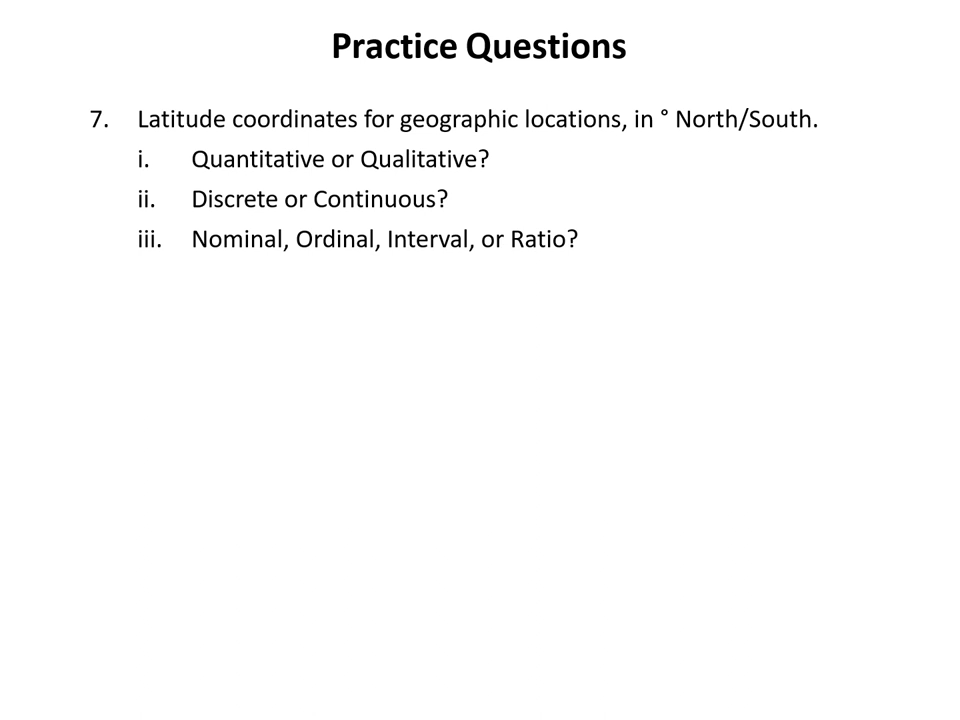 Practice Questions
7. Latitude coordinates for geographic locations, in ° North/South.
i. Quantitative or Qualitative?
ii. Discrete or Continuous?
iii. Nominal, Ordinal, Interval, or Ratio?